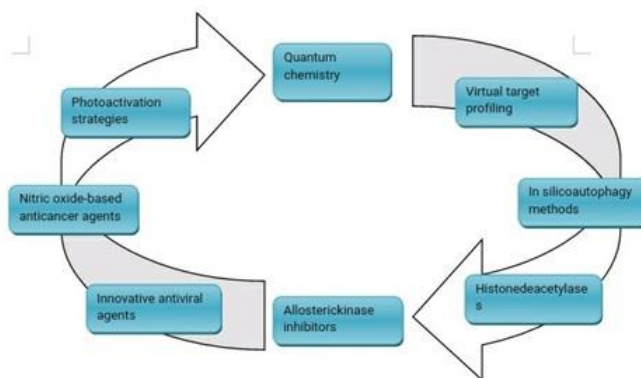 Quantum
chemistry
Virtual target
profiling
In silicoautophagy
methods
Histonedeacetylase
s
Allosterickinase
inhibitors
Innovative antiviral
agents
Nitric oxide-based
anticancer agents
Photoactivation
strategies